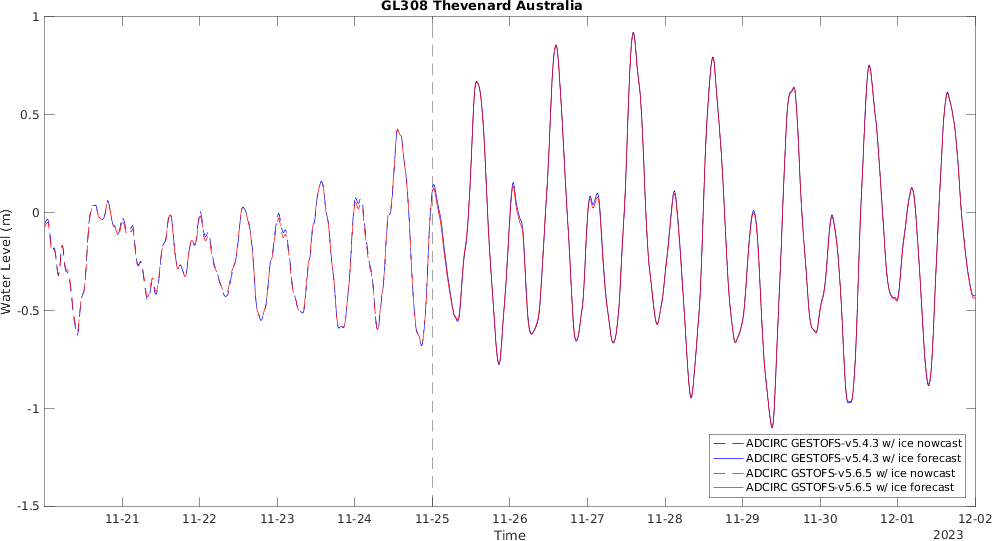 GL308 Thevenard Australia
1
0.5
0
-0.5
-1
-1.5
Water Level (m)
ADCIRC GESTOFS-v5.4.3 w/ ice nowcast
ADCIRC GESTOFS-v5.4.3 w/ ice forecast
ADCIRC GSTOFS-v5.6.5 w/ ice nowcast
ADCIRC GSTOFS-v5.6.5 w/ ice forecast
11-21 11-22 11-23 11-24 11-25 11-26 11-27 11-28 11-29 11-30 12-01 12-02
Time
2023